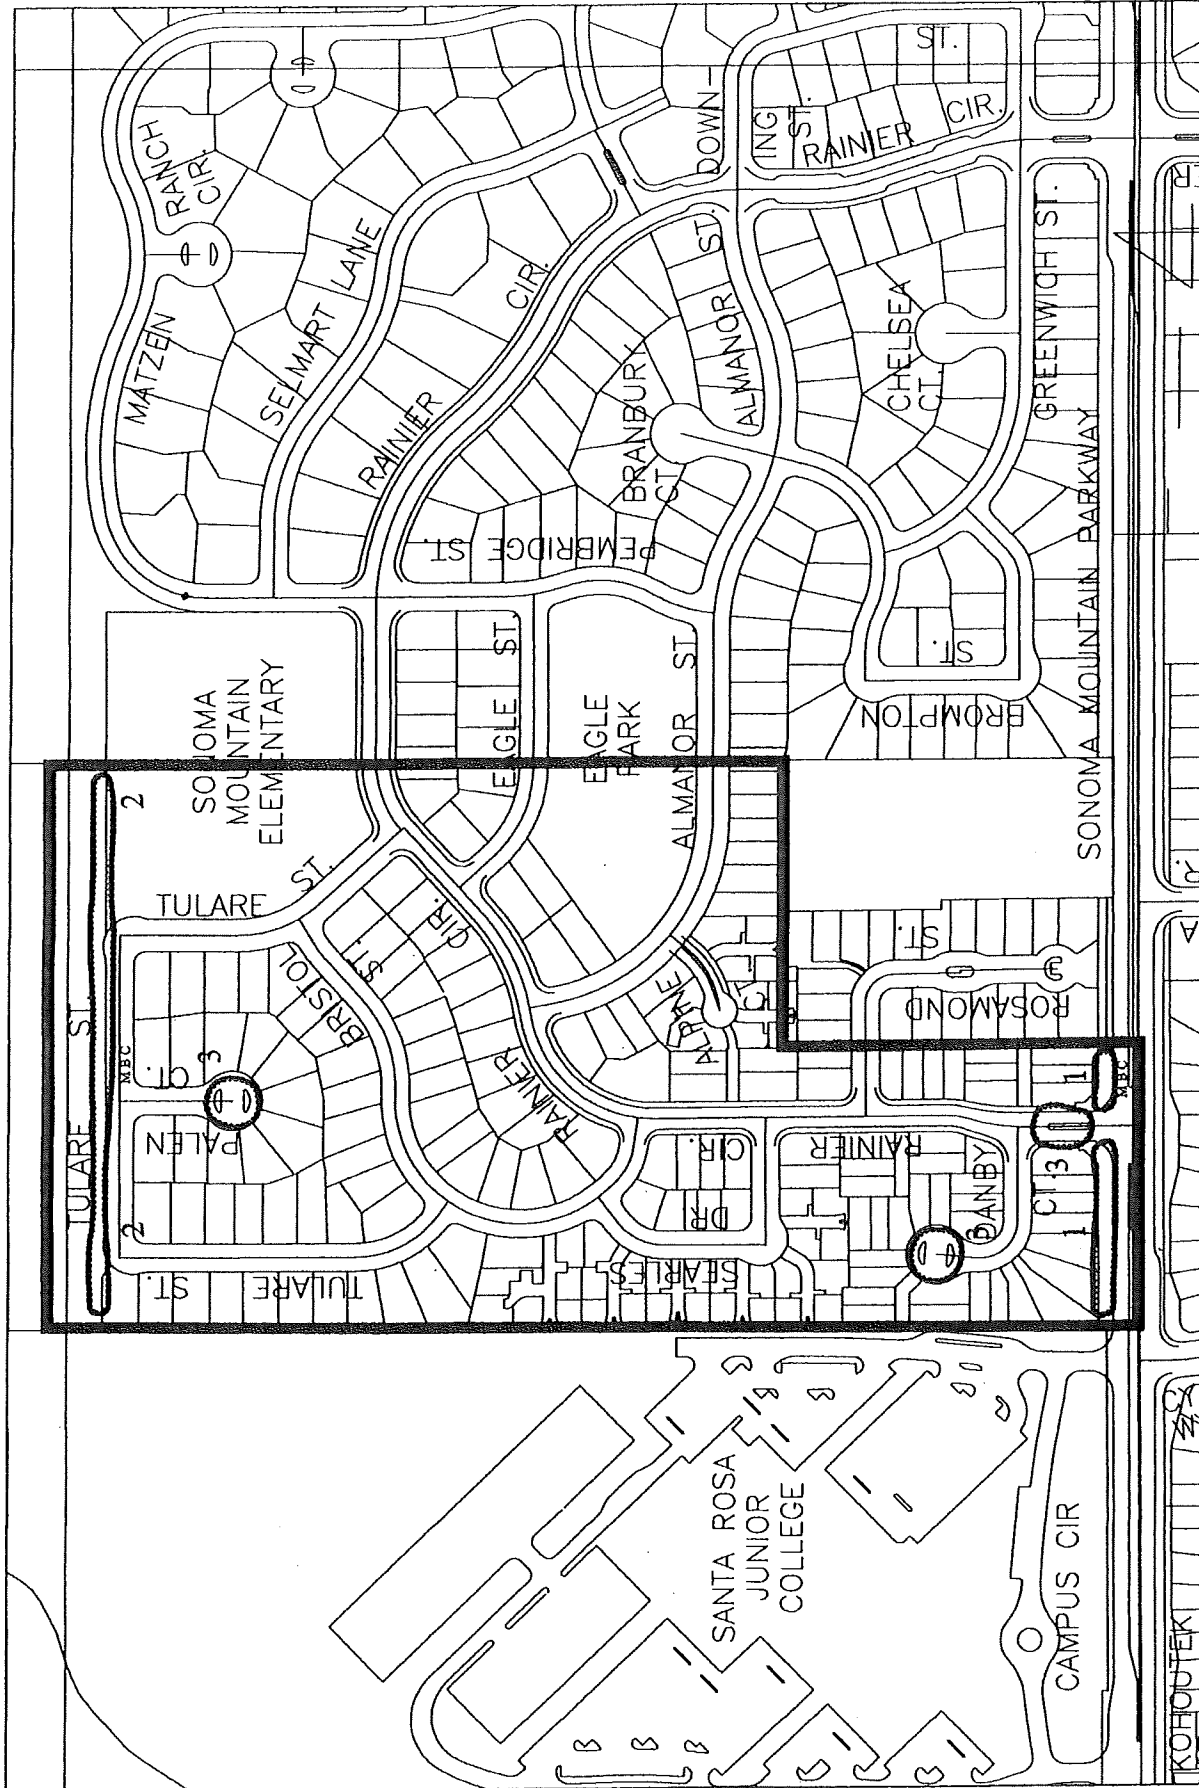 RANCH
CIR.
MATZEN
SELMART LANE
CIR.
RAINIER
DOWN-
ING
ST.
ST.
RAINIER
CIR.
ST.
ALMANOR
BRANBURY
CT
CHELSEA
CT.
GREENWICH ST.
SONOMA MOUNTAIN PARKWAY
PEMBRIDGE
ST.
SONOMA
MOUNTAIN
ELEMENTARY
EAGLE ST.
EAGLE
PARK
ALMANOR ST.
BROMPTON
ST.
2
TULARE
ST.
TULARE ST.
MBC
BRISTOL
ST.
CIR.
RAINIER
PALEN
CT.
3
2
TULARE
ST.
ALPINE
CT.
ROSAMOND
ST.
RAINIER
CIR.
SEARLES
DR.
DANBY
CT.
3
3
1
MBC
1
SANTA ROSA
JUNIOR
COLLEGE
CAMPUS CIR
KOHOUTEK